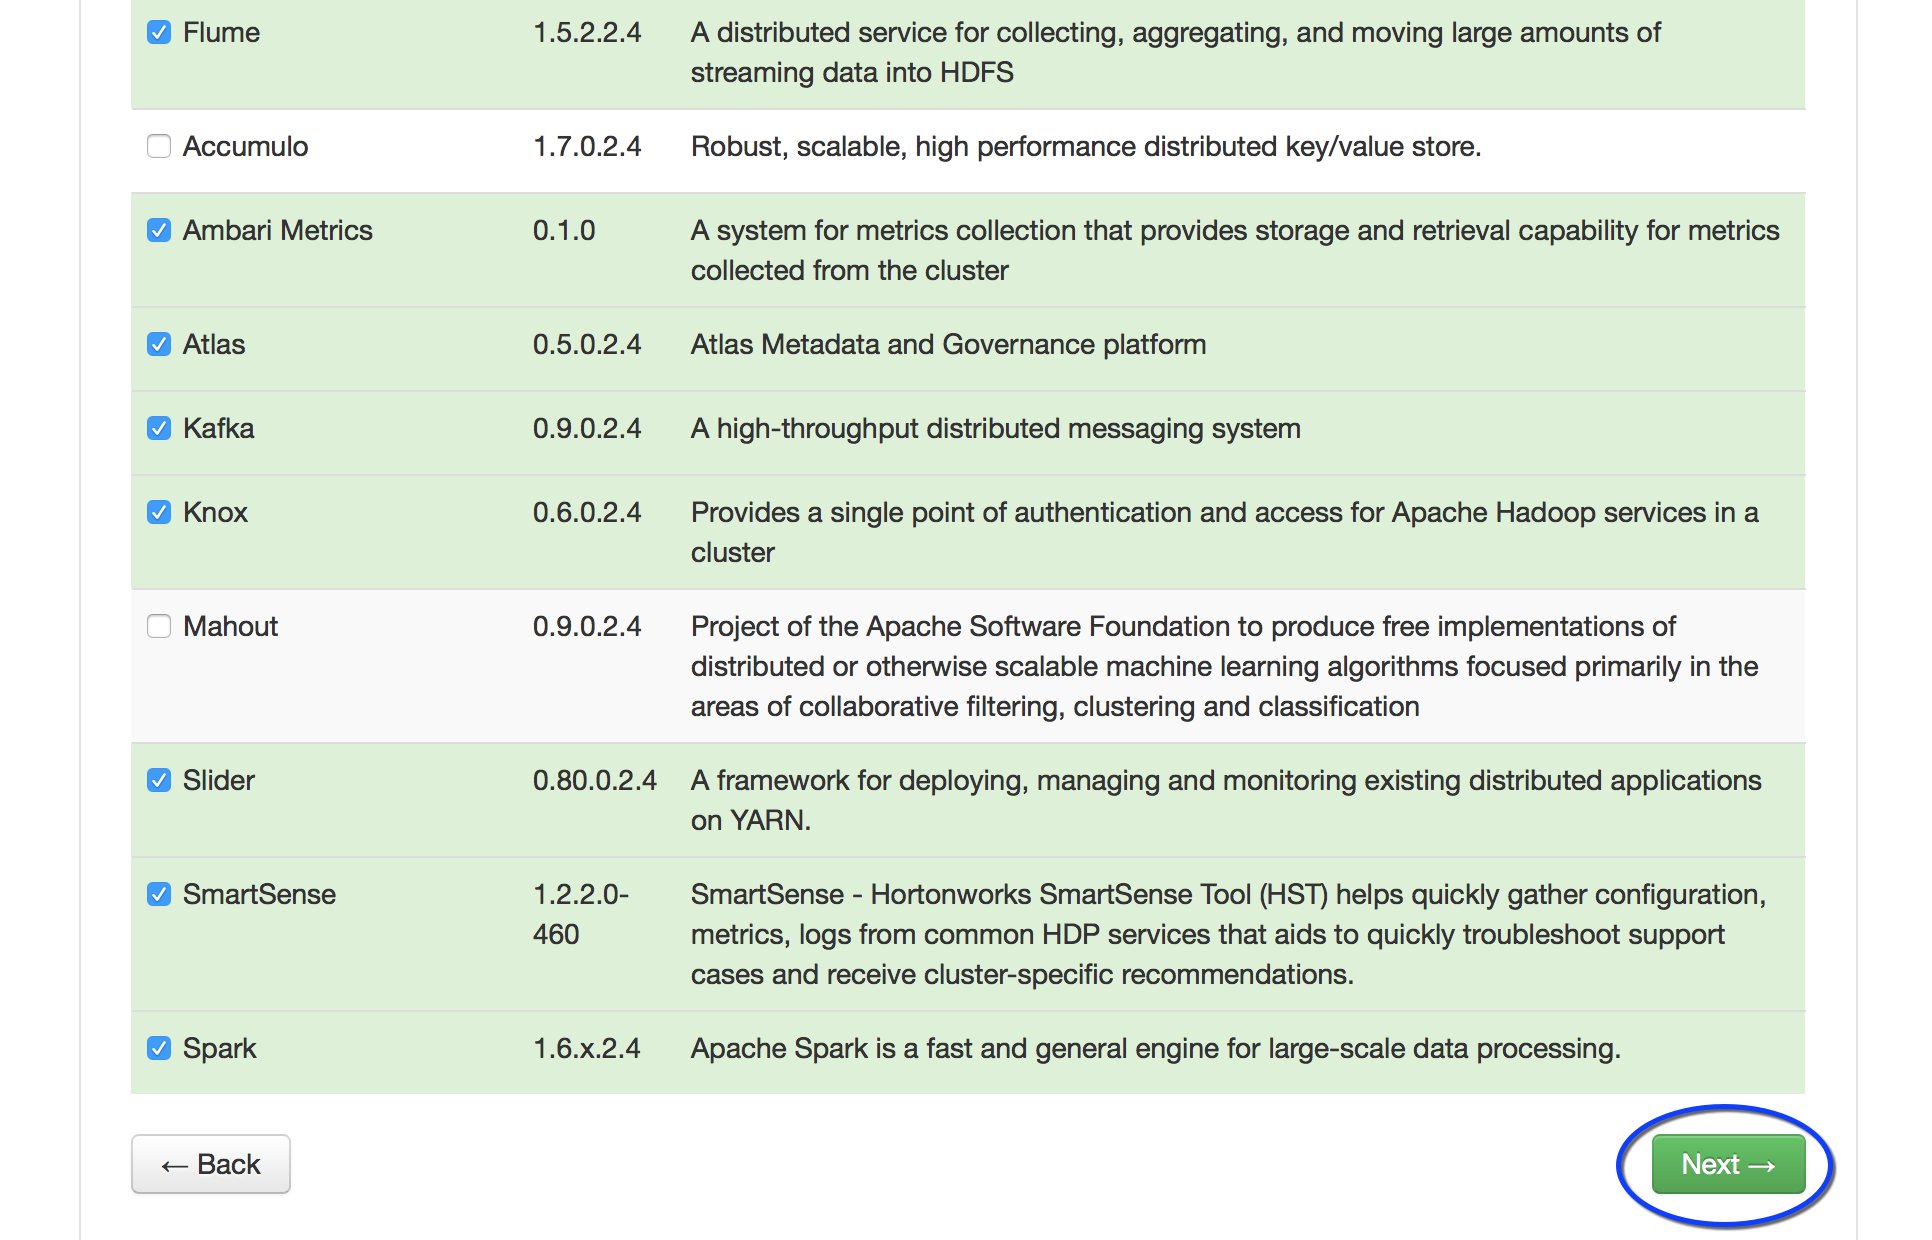 Flume 1.5.2.2.4 A distributed service for collecting, aggregating, and moving large amounts of
streaming data into HDFS
Accumulo 1.7.0.2.4 Robust, scalable, high performance distributed key/value store.
Ambari Metrics 0.1.0 A system for metrics collection that provides storage and retrieval capability for metrics
collected from the cluster
Atlas 0.5.0.2.4 Atlas Metadata and Governance platform
Kafka 0.9.0.2.4 A high-throughput distributed messaging system
Knox 0.6.0.2.4 Provides a single point of authentication and access for Apache Hadoop services in a
cluster
Mahout 0.9.0.2.4 Project of the Apache Software Foundation to produce free implementations of
distributed or otherwise scalable machine learning algorithms focused primarily in the
areas of collaborative filtering, clustering and classification
Slider 0.80.0.2.4 A framework for deploying, managing and monitoring existing distributed applications
on YARN.
SmartSense 1.2.2.0- SmartSense - Hortonworks SmartSense Tool (HST) helps quickly gather configuration,
460 metrics, logs from common HDP services that aids to quickly troubleshoot support
cases and receive cluster-specific recommendations.
Spark 1.6.x.2.4 Apache Spark is a fast and general engine for large-scale data processing.
← Back Next →